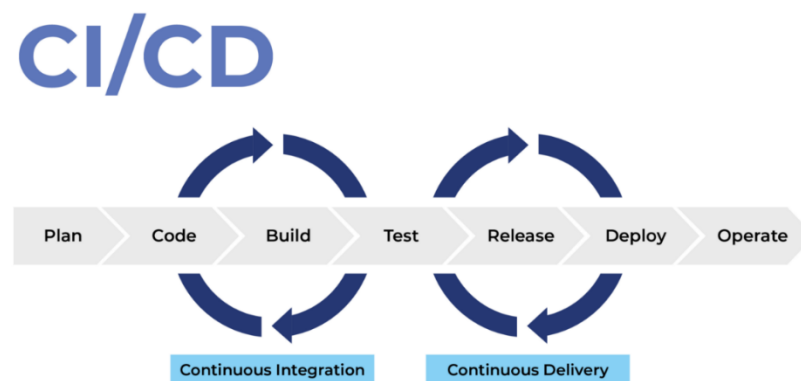 CI/CD
Plan Code Build Test Release Deploy Operate
Continuous Integration Continuous Delivery